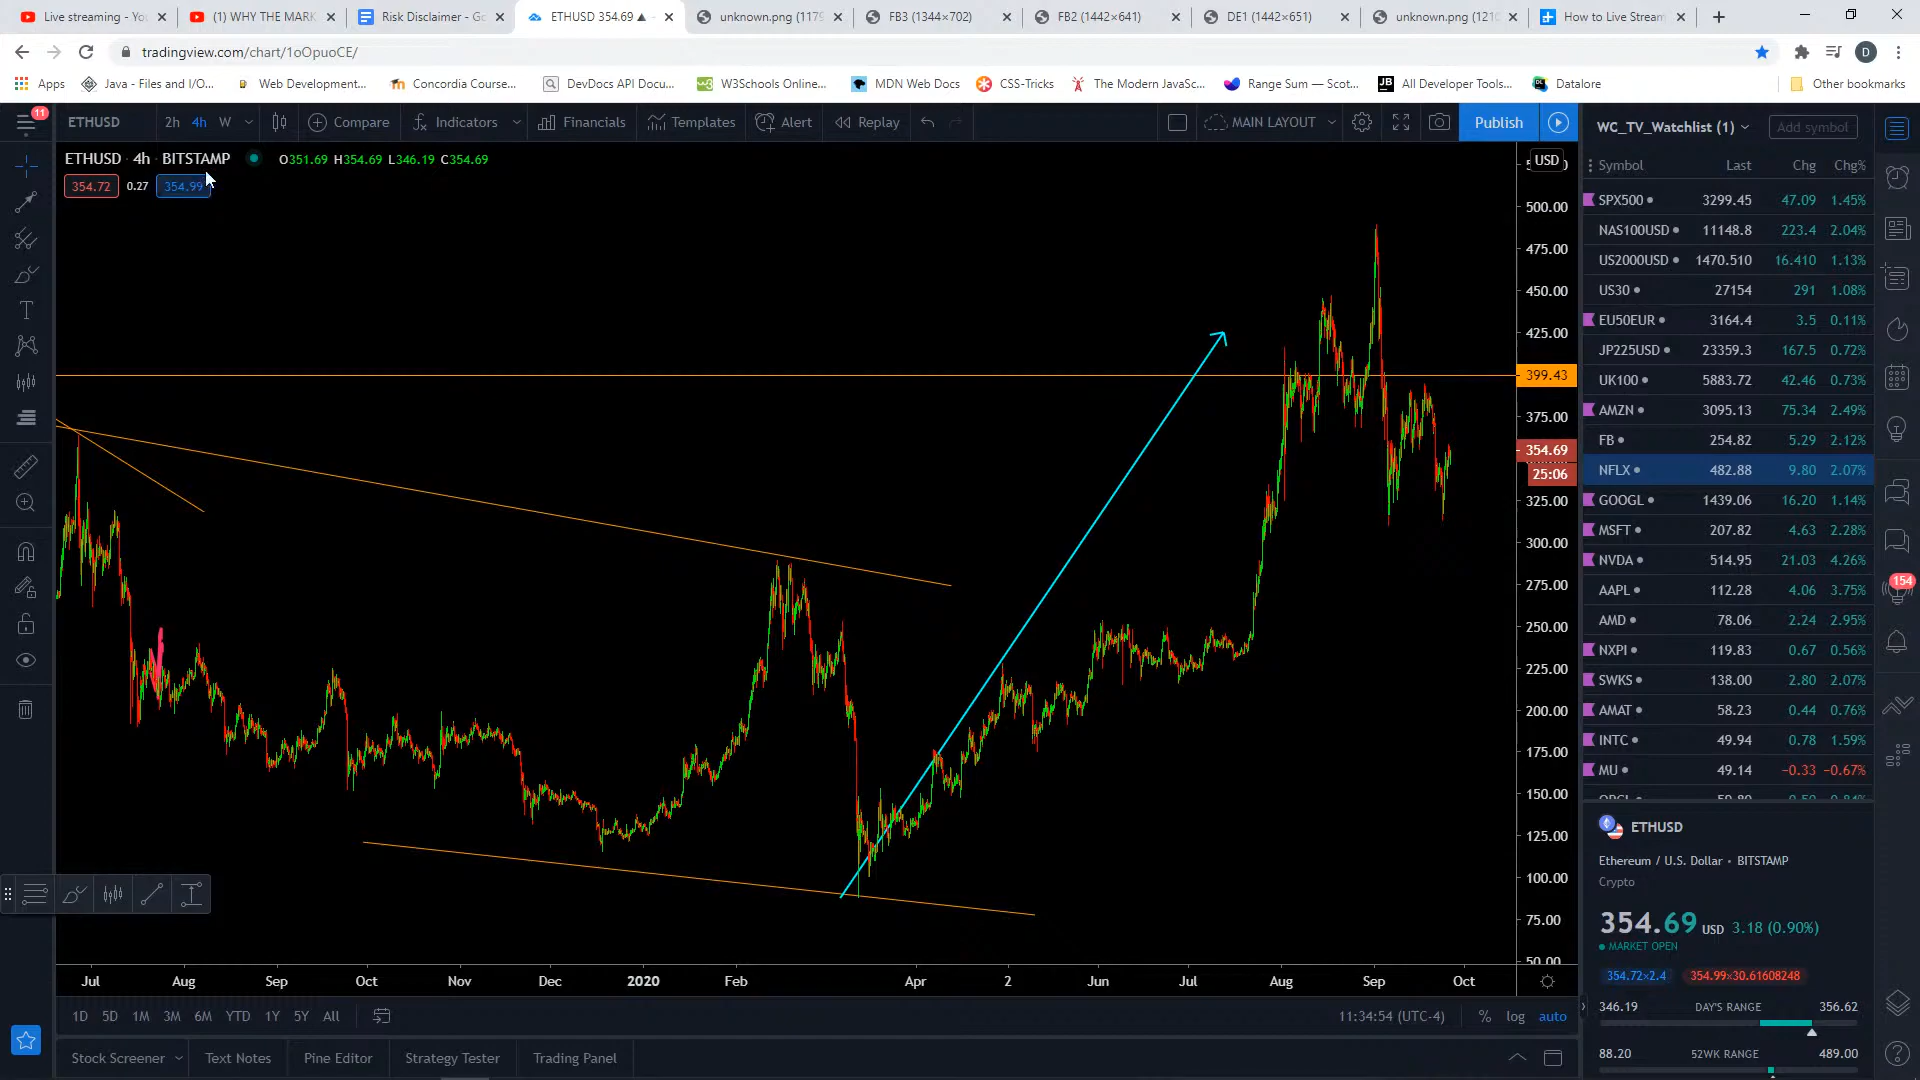 Live streaming - Yo
(1) WHY THE MARK
Risk Disclaimer - Go
ETHUSD 354.69 ▲
unknown.png (1179
FB3 (1344×702)
FB2 (1442×641)
DE1 (1442×651)
unknown.png (1210
How to Live Stream
tradingview.com/chart/1oOpuoCE/
D
Apps
Java - Files and I/O...
Web Development...
Concordia Course...
DevDocs API Docu...
W3Schools Online...
MDN Web Docs
CSS-Tricks
The Modern JavaSc...
Range Sum — Scot...
All Developer Tools...
Datalore
Other bookmarks
11
ETHUSD
2h
4h
W
Compare
Indicators
Financials
Templates
Alert
Replay
MAIN LAYOUT
Publish
WC_TV_Watchlist (1)
Add symbol
ETHUSD · 4h · BITSTAMP
O351.69 H354.69 L346.19 C354.69
354.72
0.27
354.99
USD
500.00
475.00
450.00
425.00
399.43
375.00
354.69
25:06
325.00
300.00
275.00
250.00
225.00
200.00
175.00
150.00
125.00
100.00
75.00
50.00
Symbol Last Chg Chg%
SPX500 3299.45 47.09 1.45%
NAS100USD 11148.8 223.4 2.04%
US2000USD 1470.510 16.410 1.13%
US30 27154 291 1.08%
EU50EUR 3164.4 3.5 0.11%
JP225USD 23359.3 167.5 0.72%
UK100 5883.72 42.46 0.73%
AMZN 3095.13 75.34 2.49%
FB 254.82 5.29 2.12%
NFLX 482.88 9.80 2.07%
GOOGL 1439.06 16.20 1.14%
MSFT 207.82 4.63 2.28%
NVDA 514.95 21.03 4.26%
AAPL 112.28 4.06 3.75%
AMD 78.06 2.24 2.95%
NXPI 119.83 0.67 0.56%
SWKS 138.00 2.80 2.07%
AMAT 58.23 0.44 0.76%
INTC 49.94 0.78 1.59%
MU 49.14 −0.33 −0.67%
154
ETHUSD
Ethereum / U.S. Dollar • BITSTAMP
Crypto
354.69 USD 3.18 (0.90%)
MARKET OPEN
354.72×2.4
354.99×30.61608248
346.19 DAY'S RANGE 356.62
88.20 52WK RANGE 489.00
Jul Aug Sep Oct Nov Dec 2020 Feb Apr 2 Jun Jul Aug Sep Oct
1D 5D 1M 3M 6M YTD 1Y 5Y All
11:34:54 (UTC-4)
% log auto
Stock Screener
Text Notes
Pine Editor
Strategy Tester
Trading Panel